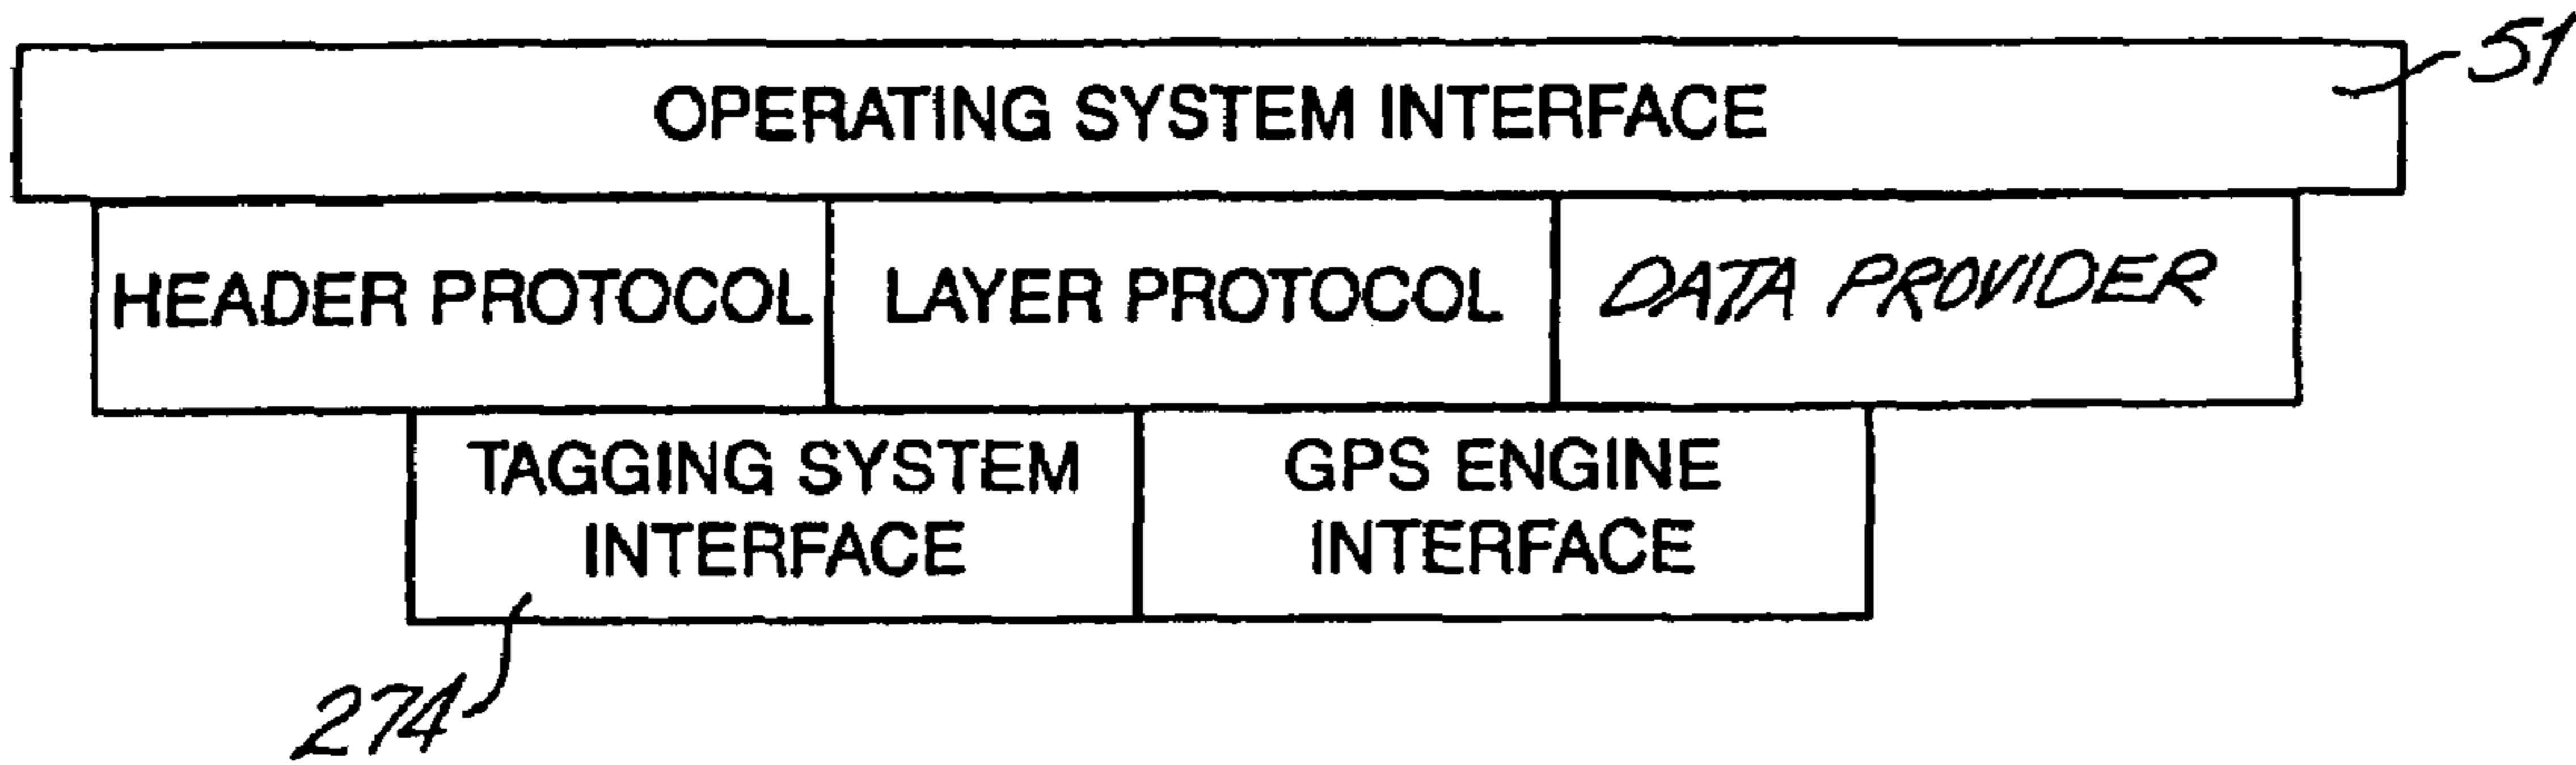 51
OPERATING SYSTEM INTERFACE
HEADER PROTOCOL
LAYER PROTOCOL
DATA PROVIDER
TAGGING SYSTEM
INTERFACE
GPS ENGINE
INTERFACE
274